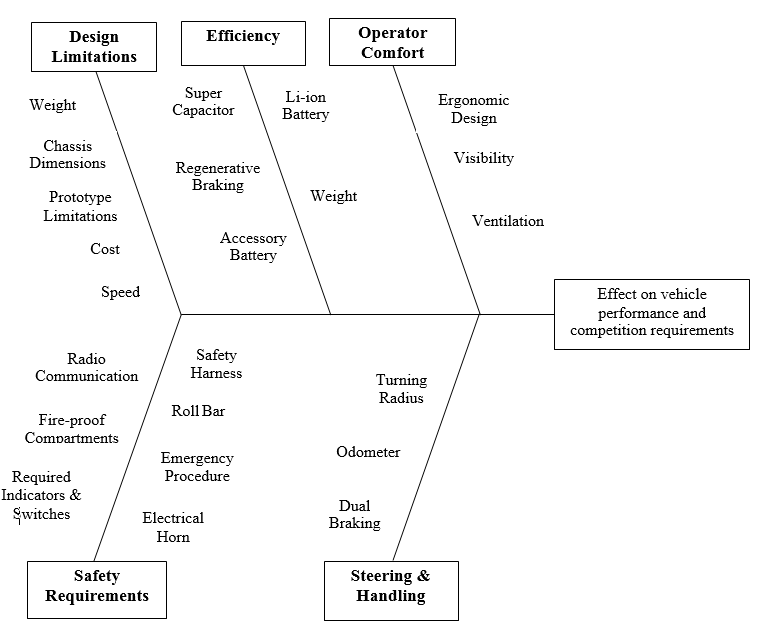 Design
Limitations
Efficiency
Operator
Comfort
Weight
Chassis
Dimensions
Prototype
Limitations
Cost
Speed
Super
Capacitor
Regenerative
Braking
Accessory
Battery
Li-ion
Battery
Weight
Ergonomic
Design
Visibility
Ventilation
Effect on vehicle
performance and
competition requirements
Radio
Communication
Fire-proof
Compartments
Required
Indicators &
Switches
Safety
Harness
Roll Bar
Emergency
Procedure
Electrical
Horn
Turning
Radius
Odometer
Dual
Braking
Safety
Requirements
Steering &
Handling